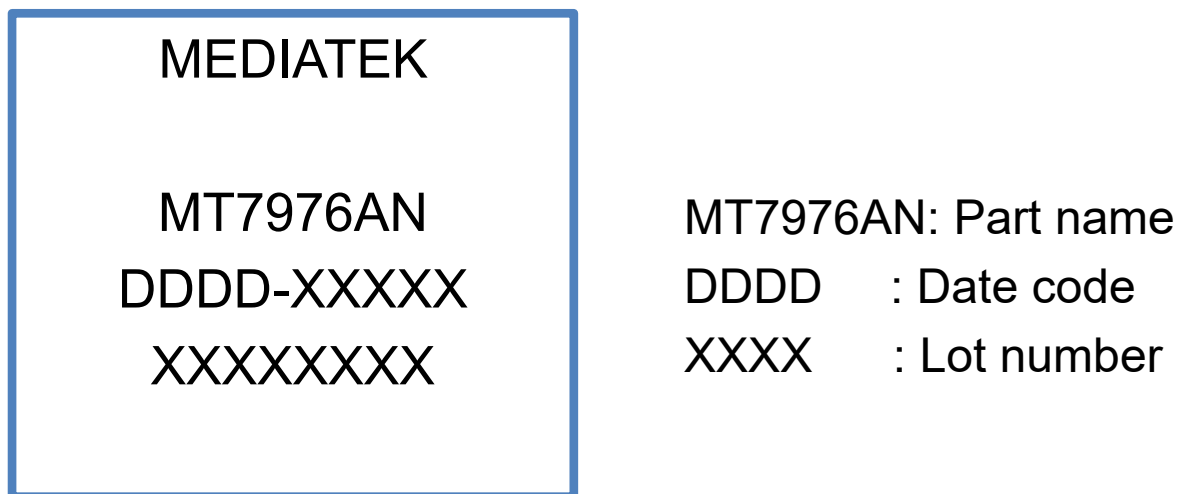 MEDIATEK
MT7976AN
DDDD-XXXXX
XXXXXXXX
MT7976AN: Part name
DDDD : Date code
XXXX : Lot number